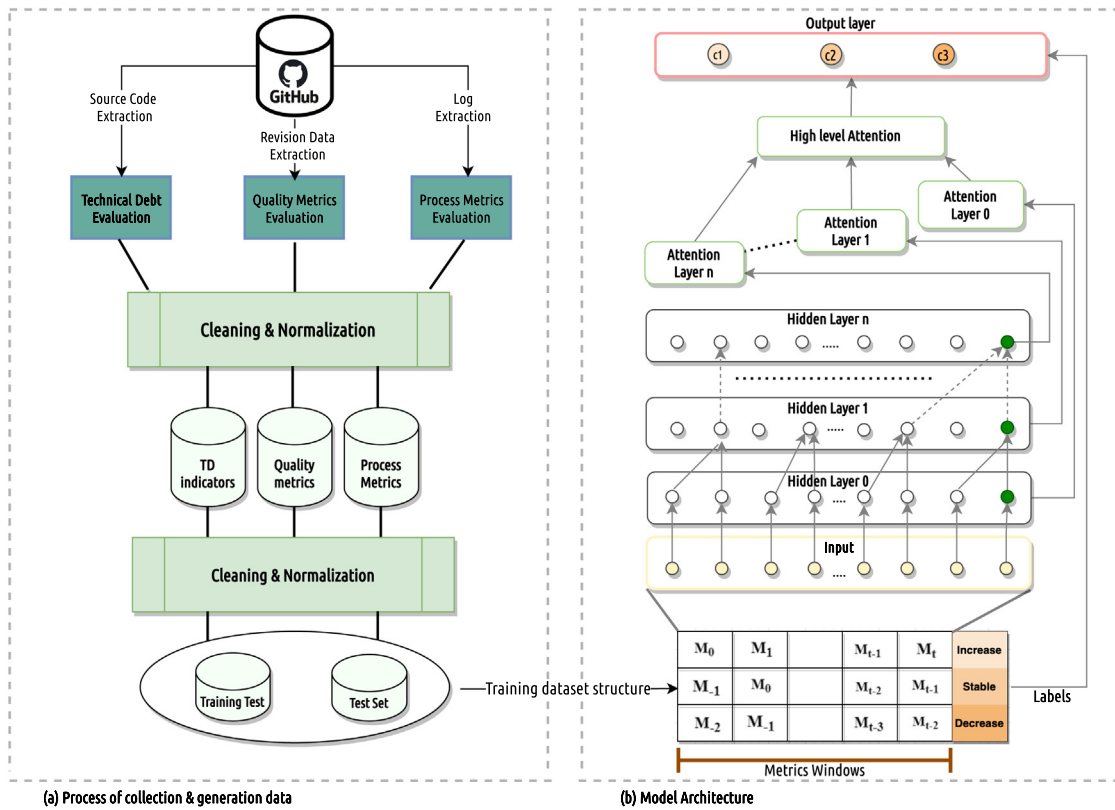 GitHub
Source Code
Extraction
Revision Data
Extraction
Log
Extraction
Technical Debt
Evaluation
Quality Metrics
Evaluation
Process Metrics
Evaluation
Cleaning & Normalization
TD
indicators
Quality
metrics
Process
Metrics
Cleaning & Normalization
Training Test
Test Set
Training dataset structure
(a) Process of collection & generation data
Output layer
c1
c2
c3
High level Attention
Attention
Layer 0
Attention
Layer 1
Attention
Layer n
Hidden Layer n
.....
Hidden Layer 1
.....
Hidden Layer 0
....
Input
....
M0 M1 Mt-1 Mt Increase
M-1 M0 Mt-2 Mt-1 Stable
M-2 M-1 Mt-3 Mt-2 Decrease
Labels
Metrics Windows
(b) Model Architecture